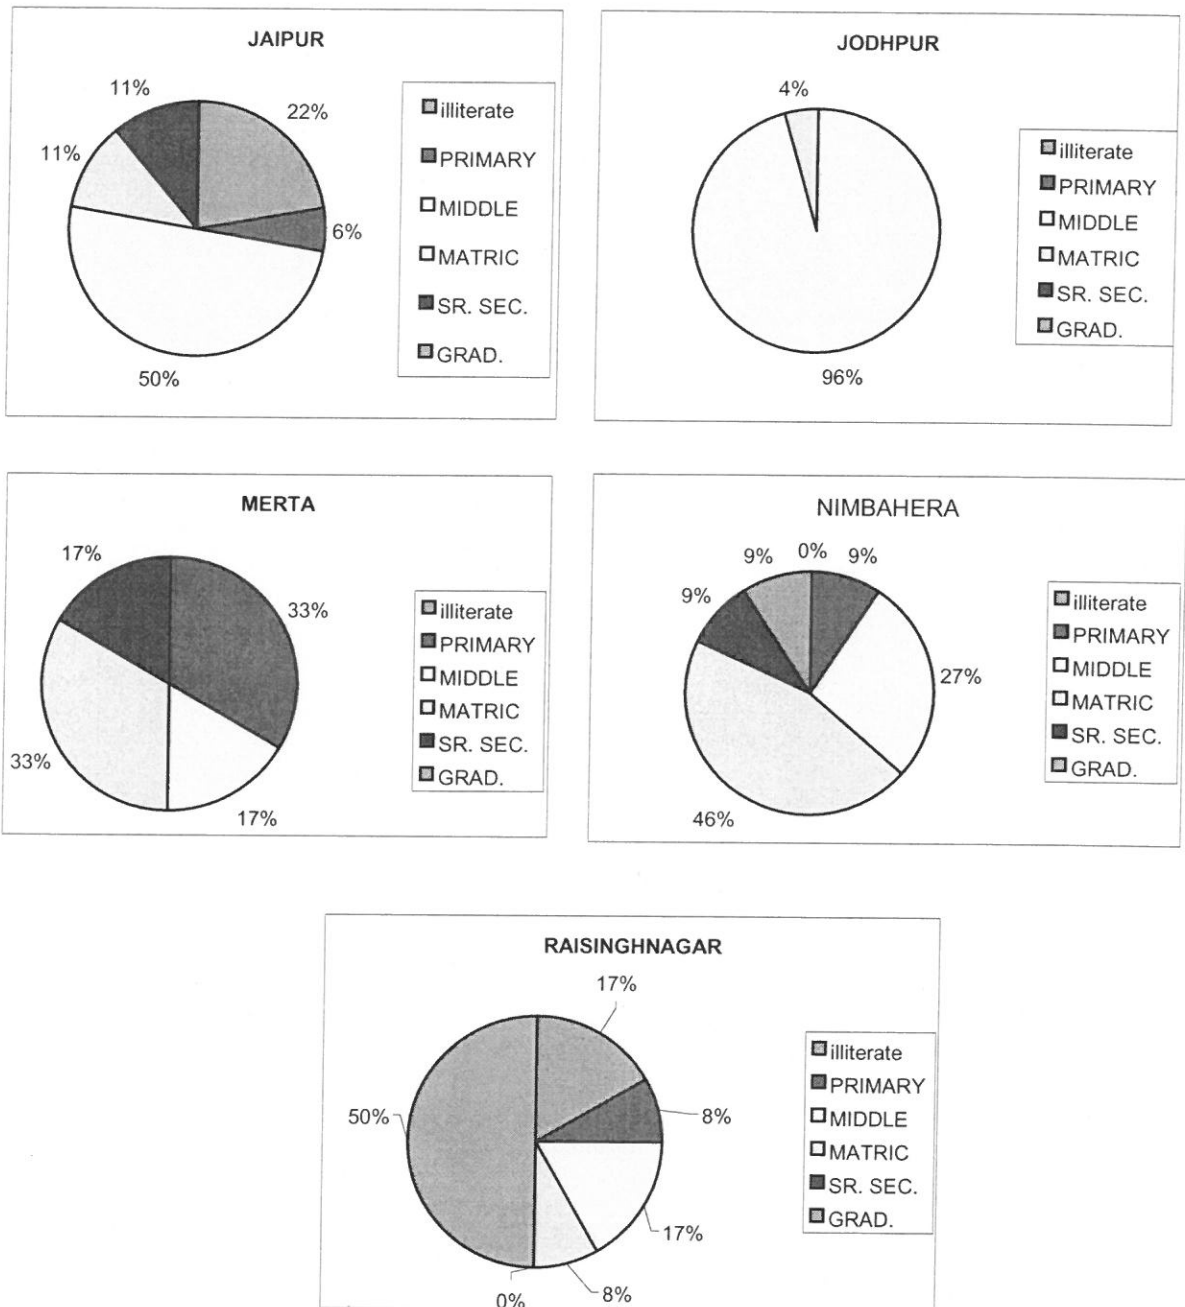 JAIPUR
11%
22%
11%
6%
50%
illiterate
PRIMARY
MIDDLE
MATRIC
SR. SEC.
GRAD.
JODHPUR
4%
96%
illiterate
PRIMARY
MIDDLE
MATRIC
SR. SEC.
GRAD.
MERTA
17%
33%
33%
17%
illiterate
PRIMARY
MIDDLE
MATRIC
SR. SEC.
GRAD.
NIMBAHERA
9%
0%
9%
9%
27%
46%
illiterate
PRIMARY
MIDDLE
MATRIC
SR. SEC.
GRAD.
RAISINGHNAGAR
17%
50%
8%
17%
8%
0%
illiterate
PRIMARY
MIDDLE
MATRIC
SR. SEC.
GRAD.